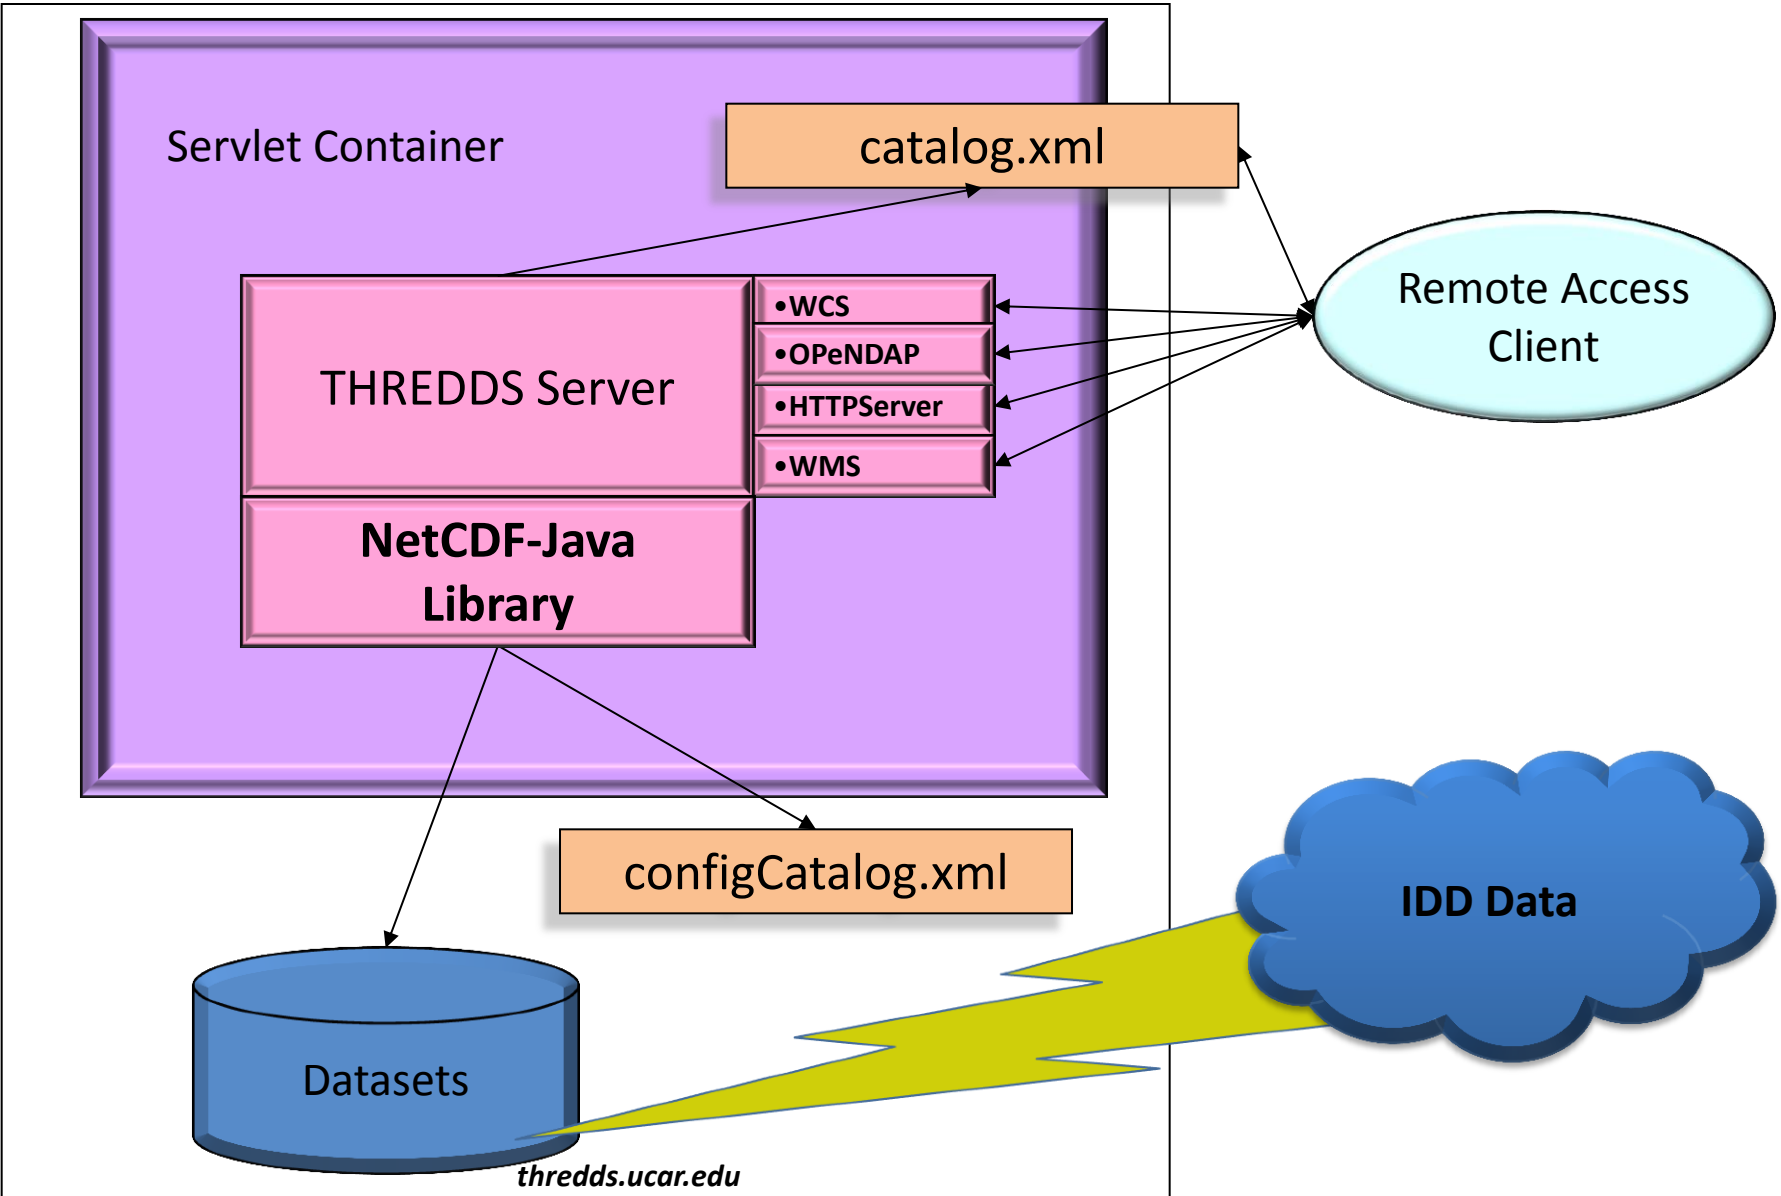 Servlet Container
catalog.xml
Remote Access
Client
THREDDS Server
•WCS
•OPeNDAP
•HTTPServer
•WMS
NetCDF-Java
Library
configCatalog.xml
IDD Data
Datasets
thredds.ucar.edu